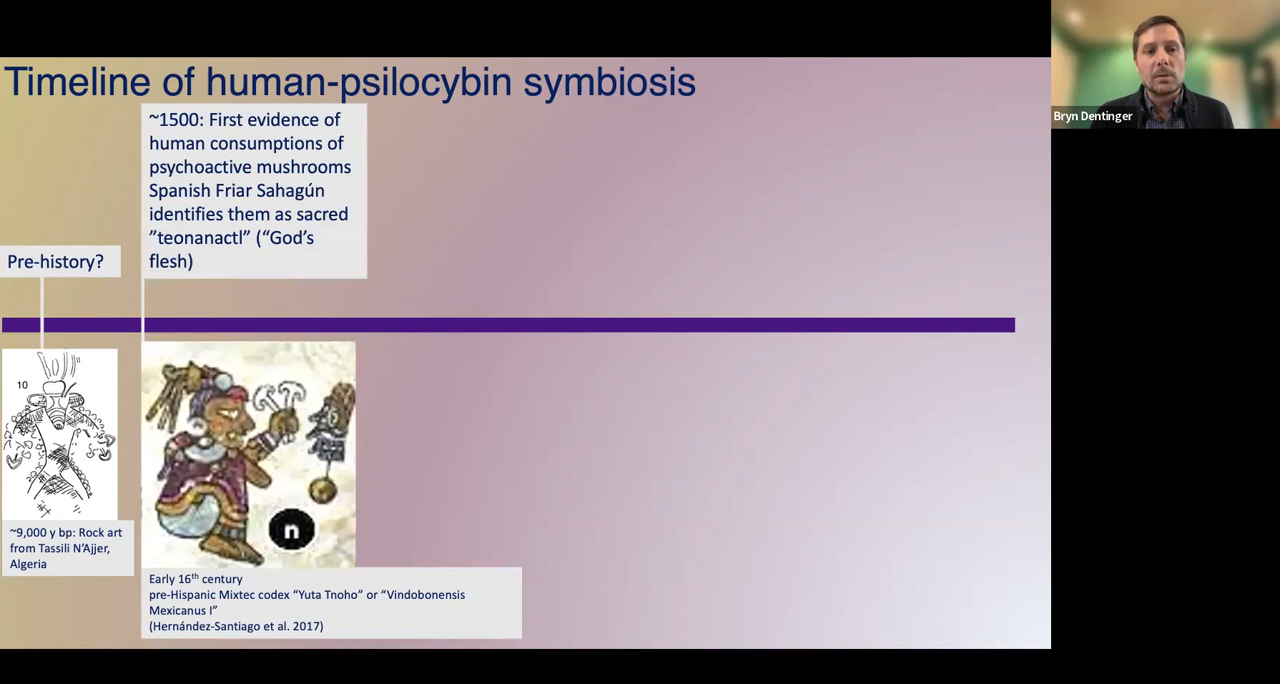 Timeline of human-psilocybin symbiosis
~1500: First evidence of
human consumptions of
psychoactive mushrooms
Spanish Friar Sahagún
identifies them as sacred
”teonanactl” (“God’s
flesh)
Pre-history?
10
n
~9,000 y bp: Rock art
from Tassili N’Ajjer,
Algeria
Early 16th century
pre-Hispanic Mixtec codex “Yuta Tnoho” or “Vindobonensis
Mexicanus I”
(Hernández-Santiago et al. 2017)
Bryn Dentinger